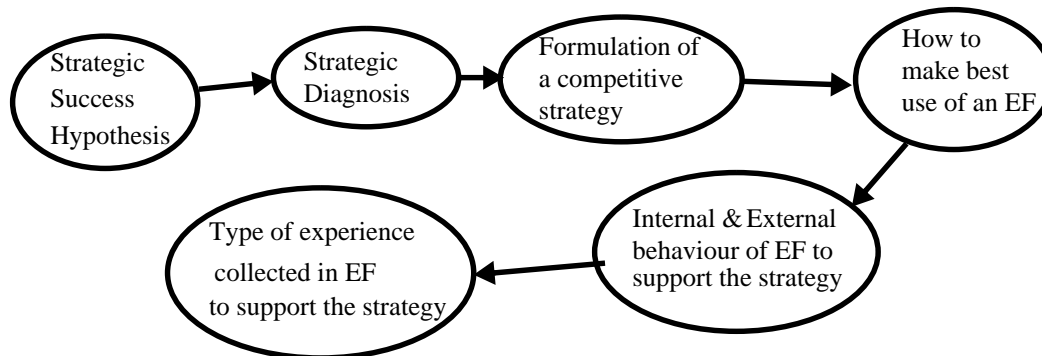 Strategic
Success
Hypothesis
Strategic
Diagnosis
Formulation of
a competitive
strategy
How to
make best
use of an EF
Internal & External
behaviour of EF to
support the strategy
Type of experience
collected in EF
to support the strategy